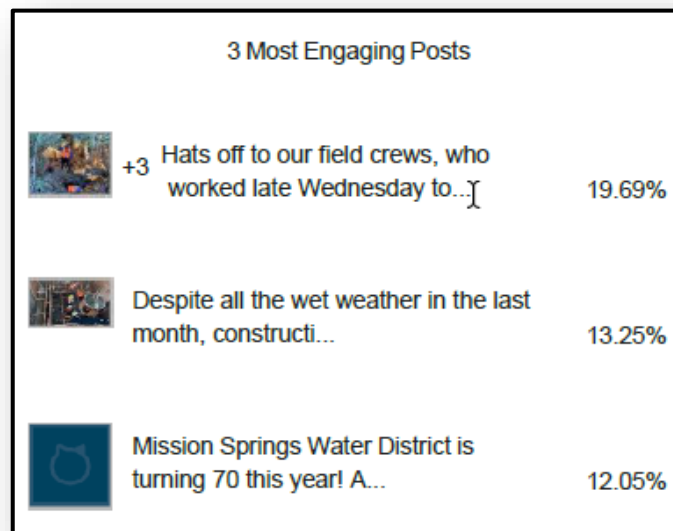 3 Most Engaging Posts
+3 Hats off to our field crews, who
worked late Wednesday to...
19.69%
Despite all the wet weather in the last
month, constructi...
13.25%
Mission Springs Water District is
turning 70 this year! A...
12.05%